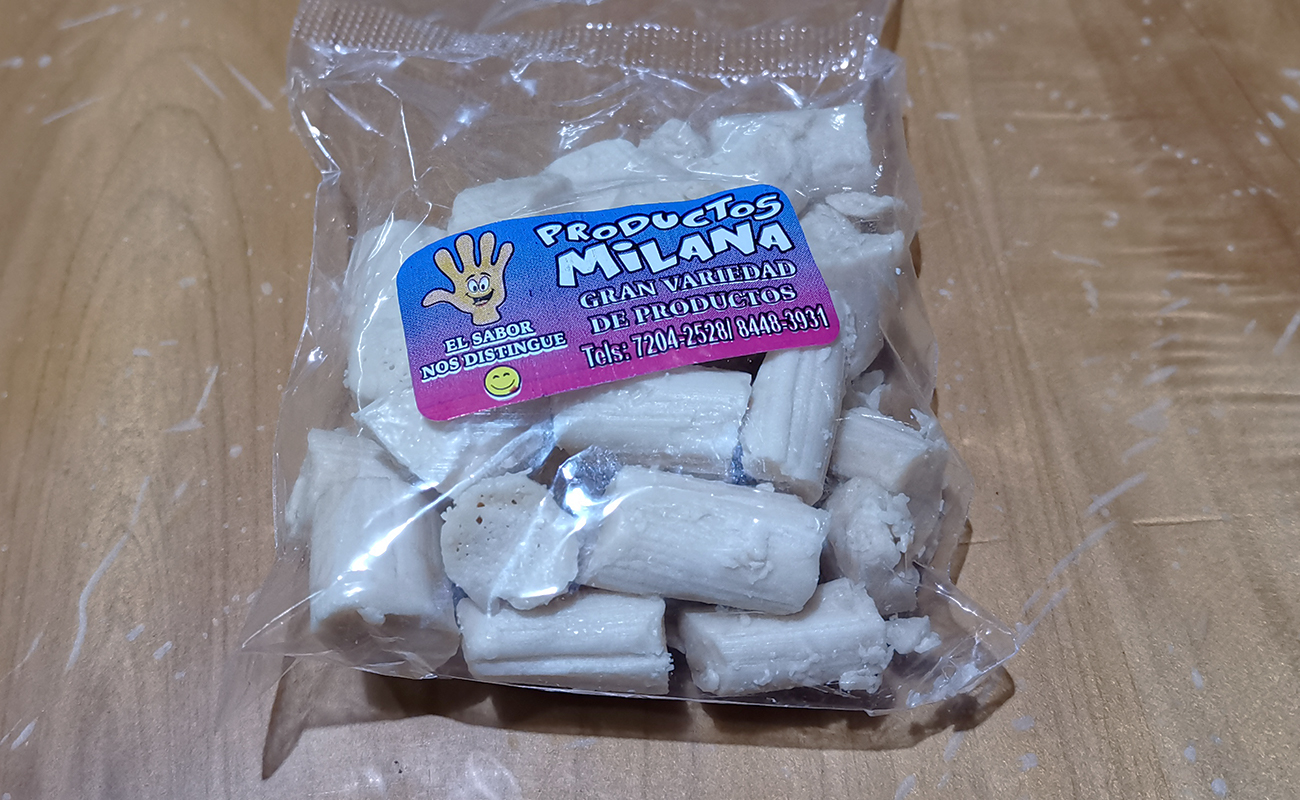 PRODUCTOS
MILANA
GRAN VARIEDAD
DE PRODUCTOS
Tels: 7204-2528/ 8448-3931
EL SABOR
NOS DISTINGUE